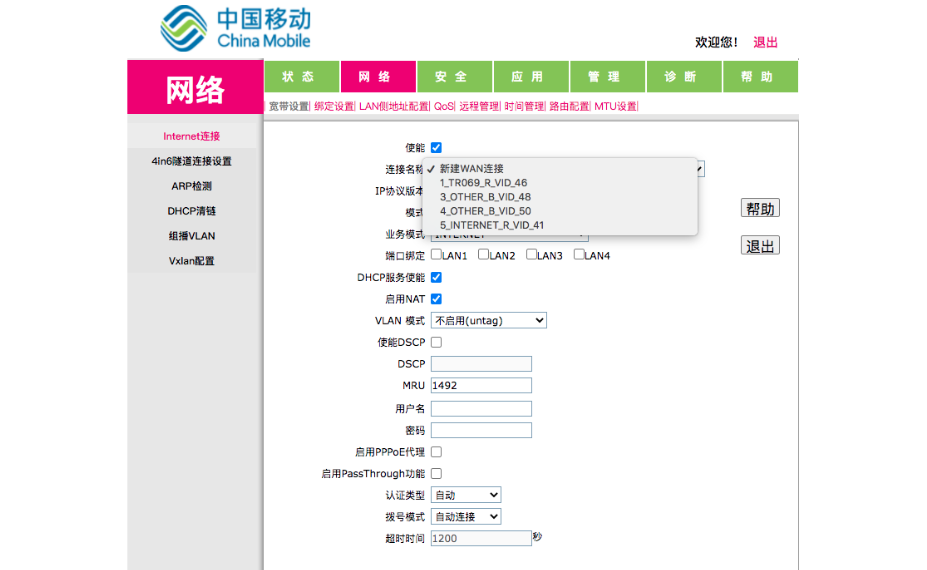 中国移动
China Mobile
欢迎您! 退出
网络
状态 网络 安全 应用 管理 诊断 帮助
宽带设置| 绑定设置| LAN侧地址配置| QoS| 远程管理| 时间管理| 路由配置| MTU设置|
Internet连接
4in6隧道连接设置
ARP检测
DHCP清链
组播VLAN
Vxlan配置
使能
连接名称
✓ 新建WAN连接
1_TR069_R_VID_46
3_OTHER_B_VID_48
4_OTHER_B_VID_50
5_INTERNET_R_VID_41
IP协议版本
模式
业务模式 INTERNET
端口绑定 LAN1 LAN2 LAN3 LAN4
DHCP服务使能
启用NAT
VLAN 模式 不启用(untag)
使能DSCP
DSCP
MRU 1492
用户名
密码
启用PPPoE代理
启用PassThrough功能
认证类型 自动
拨号模式 自动连接
超时时间 1200 秒
帮助
退出